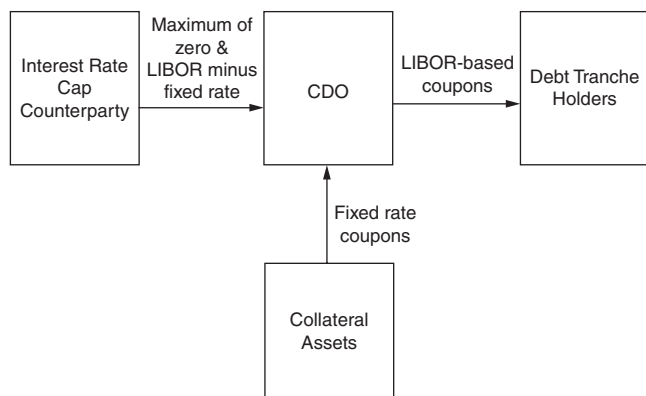 Interest Rate
Cap
Counterparty
Maximum of
zero &
LIBOR minus
fixed rate
CDO
LIBOR-based
coupons
Debt Tranche
Holders
Fixed rate
coupons
Collateral
Assets